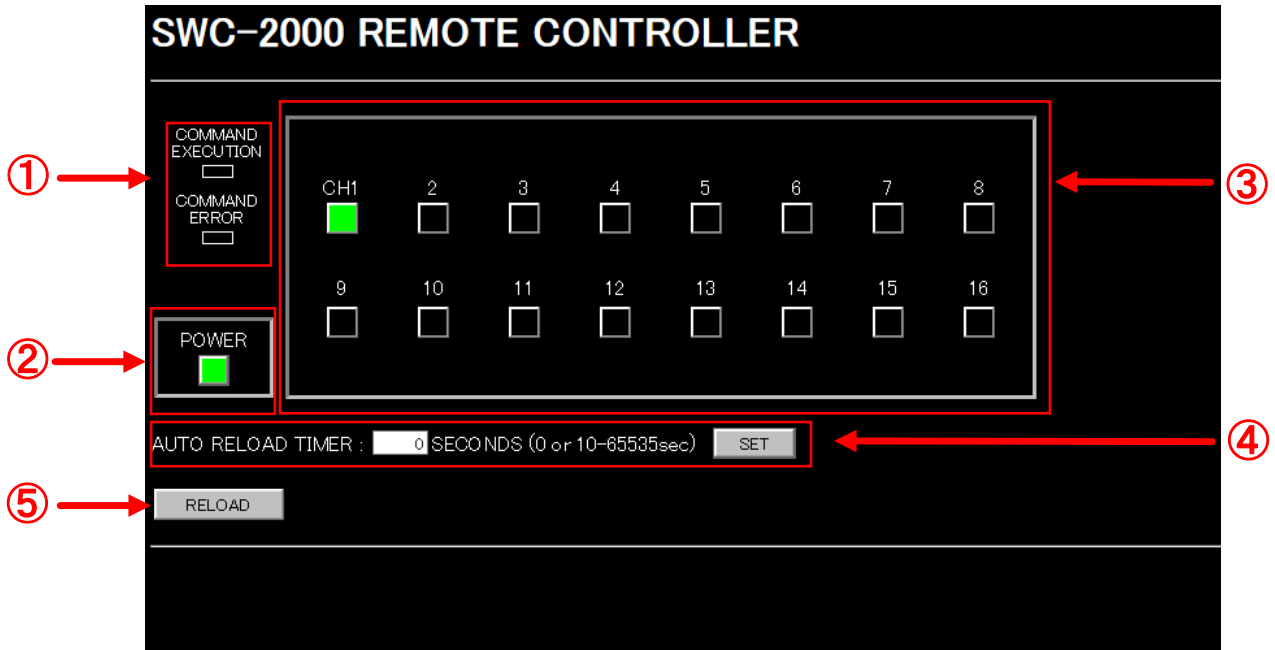 SWC-2000 REMOTE CONTROLLER
①
COMMAND
EXECUTION
COMMAND
ERROR
③
CH1 2 3 4 5 6 7 8
9 10 11 12 13 14 15 16
②
POWER
④
AUTO RELOAD TIMER : 0 SECONDS (0 or 10-65535sec) SET
⑤
RELOAD